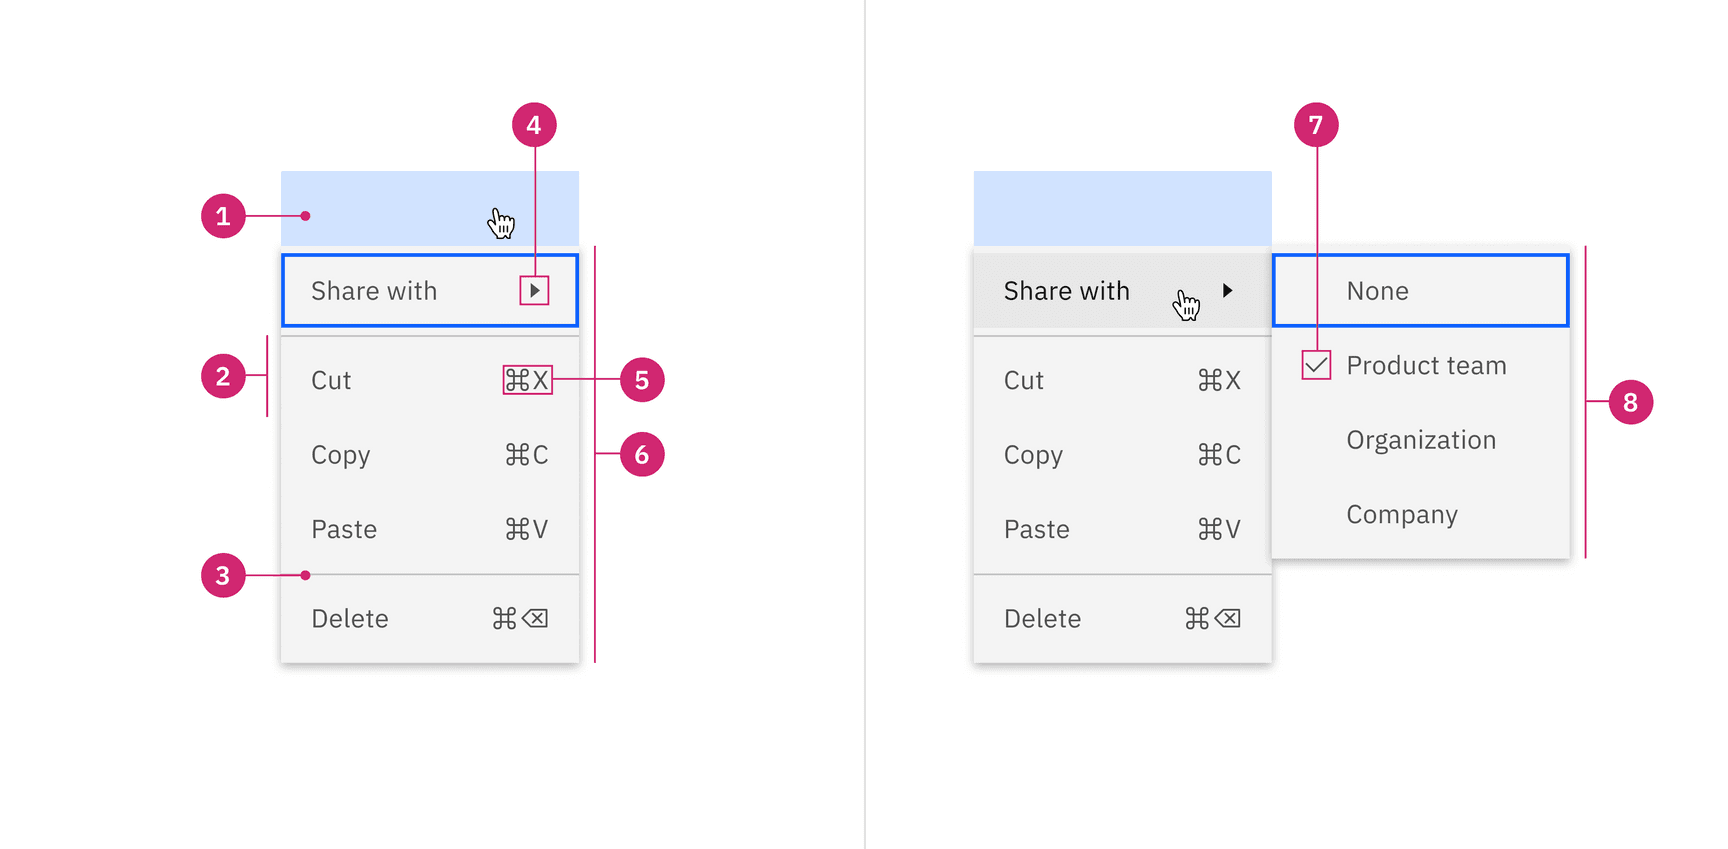 4
1
Share with
2
Cut ⌘X
5
Copy ⌘C
6
Paste ⌘V
3
Delete ⌘⌫
7
Share with
None
Product team
Cut ⌘X
8
Organization
Copy ⌘C
Company
Paste ⌘V
Delete ⌘⌫